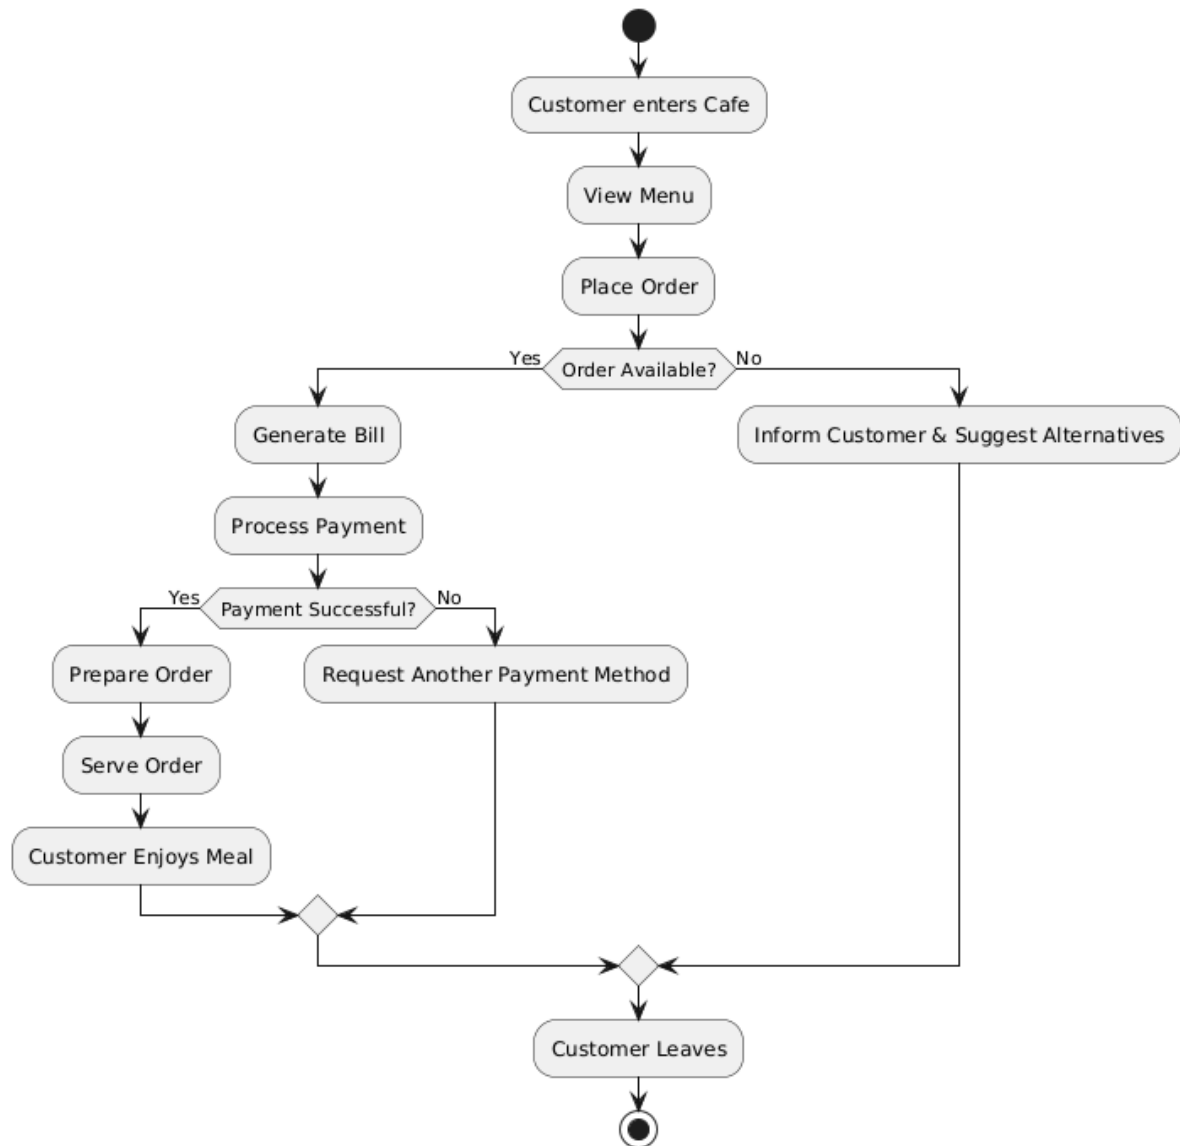 Customer enters Cafe
View Menu
Place Order
Yes
Order Available?
No
Generate Bill
Inform Customer & Suggest Alternatives
Process Payment
Yes
Payment Successful?
No
Prepare Order
Request Another Payment Method
Serve Order
Customer Enjoys Meal
Customer Leaves